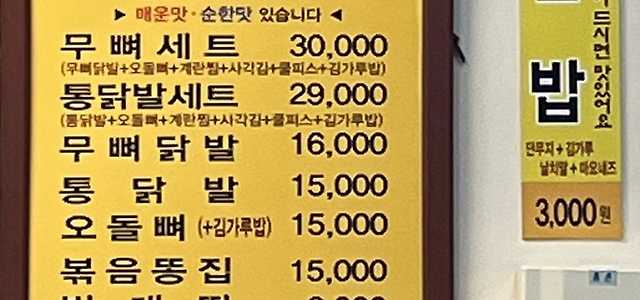 ▶ 매운맛·순한맛 있습니다 ◀
무뼈세트 30,000
(무뼈닭발+오돌뼈+계란찜+사각김+쿨피스+김가루밥)
통닭발세트 29,000
(통닭발+오돌뼈+계란찜+사각김+쿨피스+김가루밥)
무뼈닭발 16,000
통닭발 15,000
오돌뼈 (+김가루밥) 15,000
볶음똥집 15,000
드시면 맛있어요
밥
단무지+김가루
날치알+마요네즈
3,000원